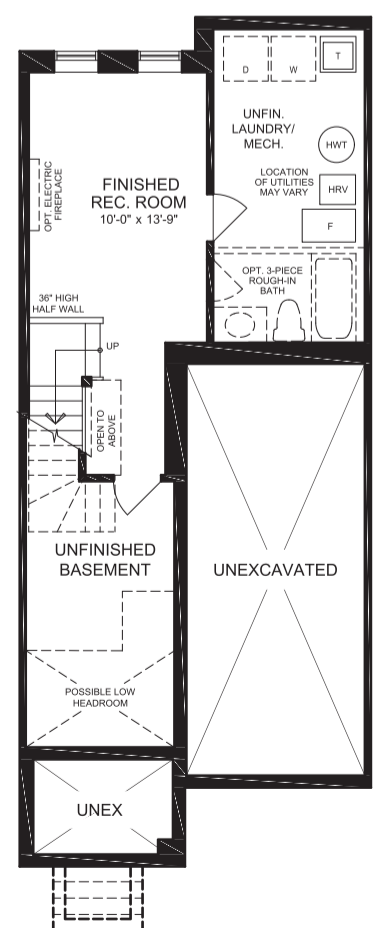 D
W
T
UNFIN.
LAUNDRY/
MECH.
HWT
LOCATION
OF UTILITIES
MAY VARY
HRV
F
OPT. ELECTRIC
FIREPLACE
FINISHED
REC. ROOM
10'-0" x 13'-9"
OPT. 3-PIECE
ROUGH-IN
BATH
36" HIGH
HALF WALL
UP
OPEN TO
ABOVE
UNFINISHED
BASEMENT
UNEXCAVATED
POSSIBLE LOW
HEADROOM
UNEX